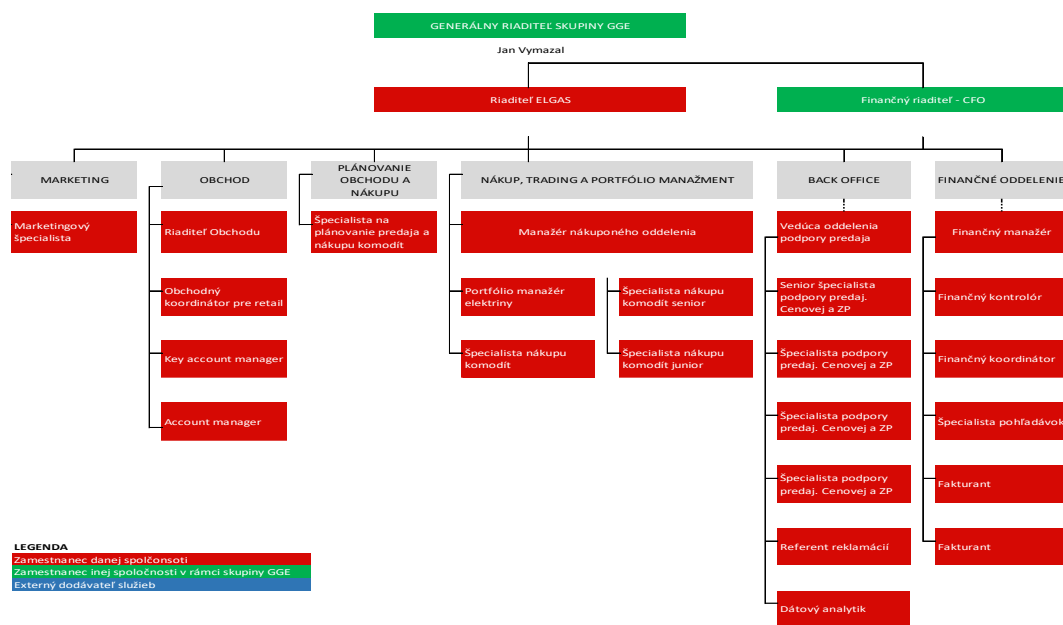 GENERÁLNY RIADITEĽ SKUPINY GGE
Jan Vymazal
Riaditeľ ELGAS
Finančný riaditeľ - CFO
MARKETING
OBCHOD
PLÁNOVANIE
OBCHODU A
NÁKUPU
NÁKUP, TRADING A PORTFÓLIO MANAŽMENT
BACK OFFICE
FINANČNÉ ODDELENIE
Marketingový
špecialista
Riaditeľ Obchodu
Špecialista na
plánovanie predaja a
nákupu komodít
Manažér nákuponého oddelenia
Vedúca oddelenia
podpory predaja
Finančný manažér
Obchodný
koordinátor pre retail
Portfólio manažér
elektriny
Špecialista nákupu
komodít senior
Senior špecialista
podpory predaj.
Cenovej a ZP
Finančný kontrolór
Key account manager
Špecialista nákupu
komodít
Špecialista nákupu
komodít junior
Špecialista podpory
predaj. Cenovej a ZP
Finančný koordinátor
Account manager
Špecialista podpory
predaj. Cenovej a ZP
Špecialista pohľadávok
Špecialista podpory
predaj. Cenovej a ZP
Fakturant
Referent reklamácií
Fakturant
Dátový analytik
LEGENDA
Zamestnanec danej spolčonsoti
Zamestnanec inej spoločnosti v rámci skupiny GGE
Externý dodávateľ služieb